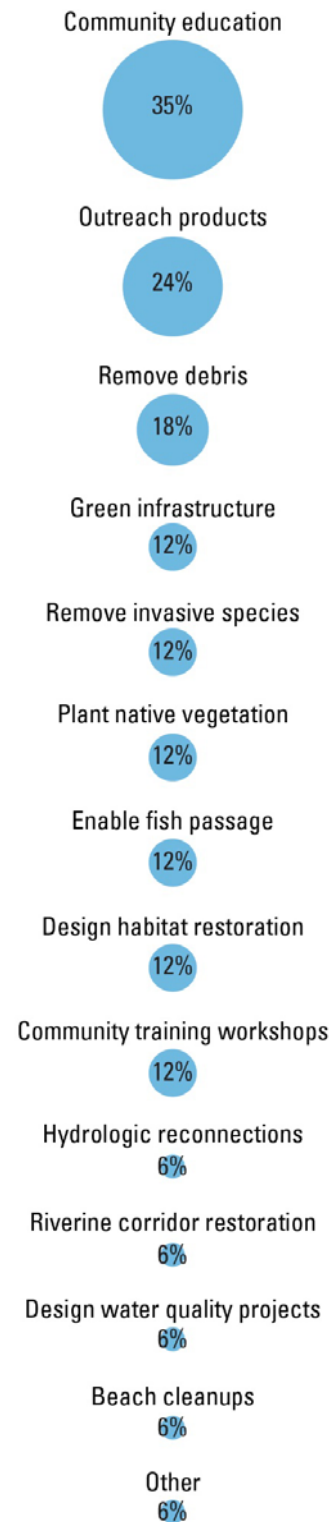 Community education
35%
Outreach products
24%
Remove debris
18%
Green infrastructure
12%
Remove invasive species
12%
Plant native vegetation
12%
Enable fish passage
12%
Design habitat restoration
12%
Community training workshops
12%
Hydrologic reconnections
6%
Riverine corridor restoration
6%
Design water quality projects
6%
Beach cleanups
6%
Other
6%